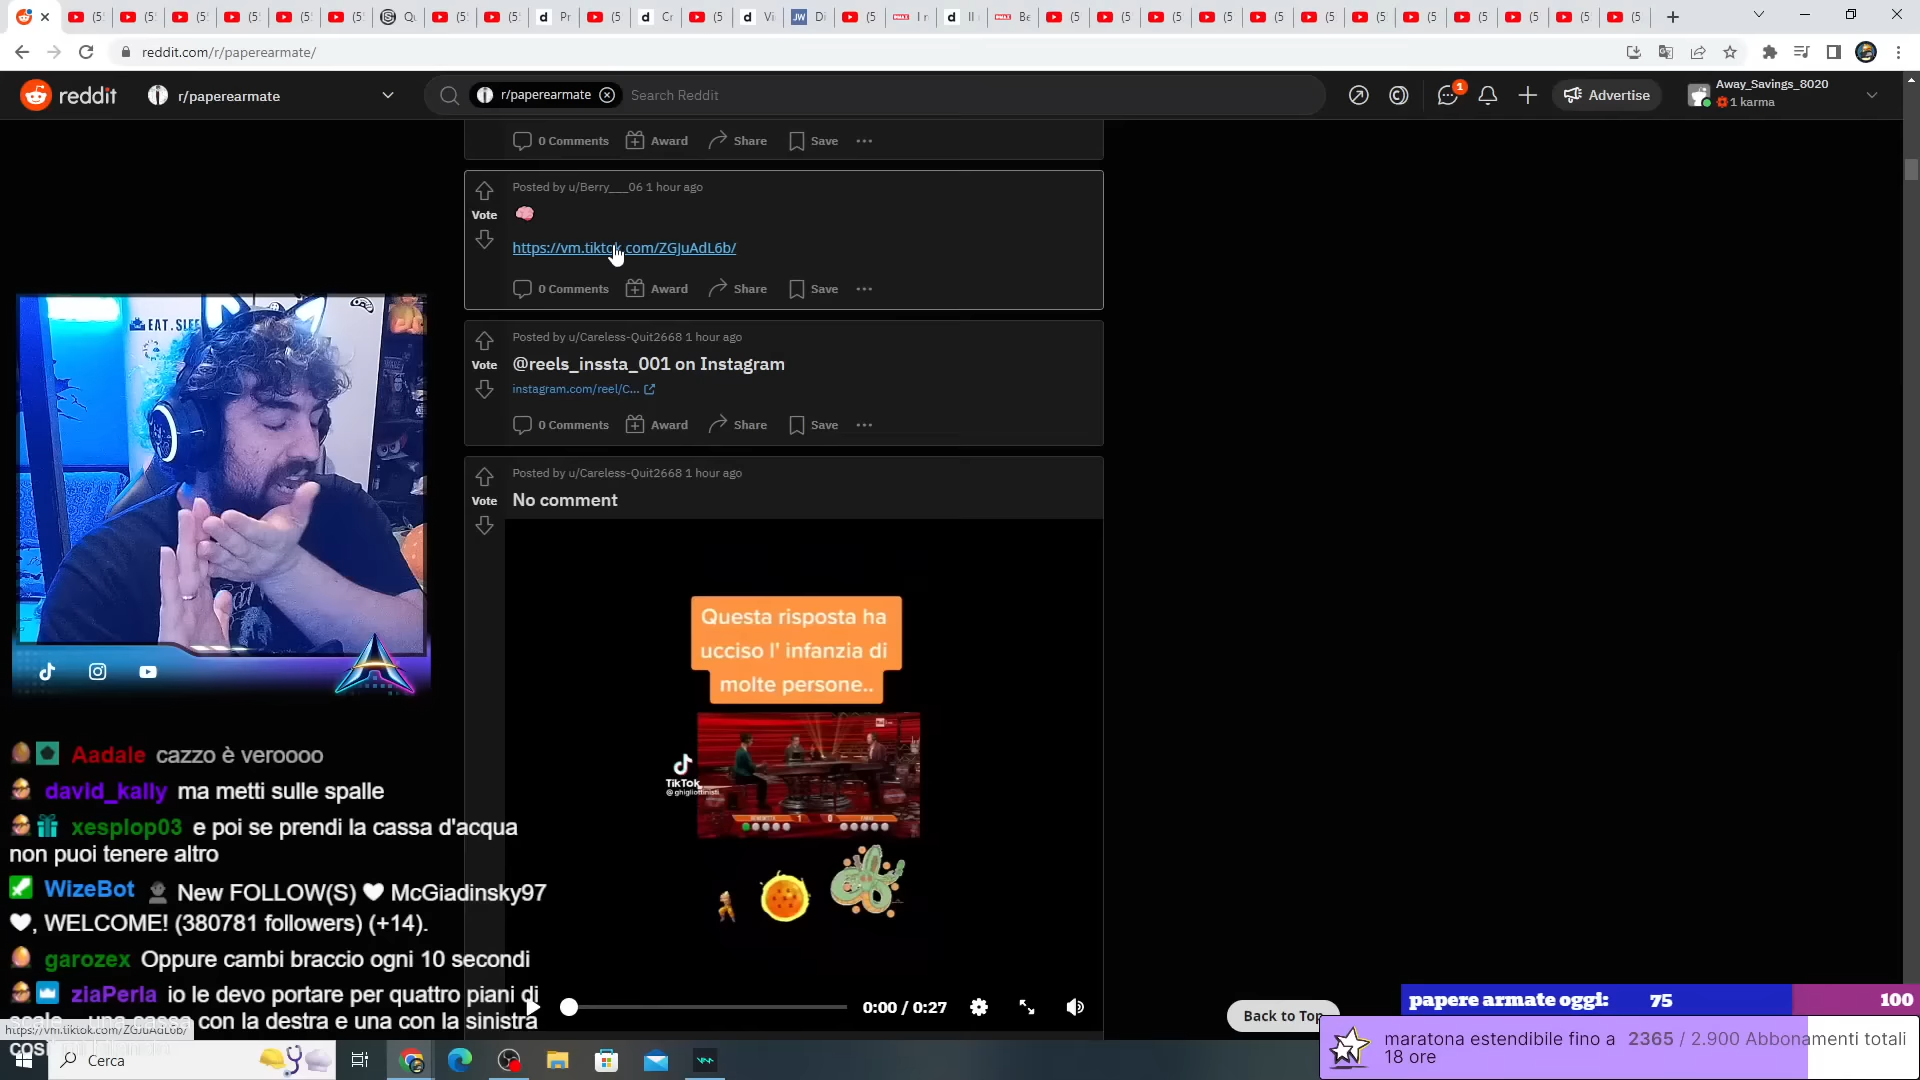 reddit.com/r/paperearmate/
reddit
r/paperearmate
r/paperearmate
Search Reddit
1
Advertise
Away_Savings_8020
1 karma
0 Comments Award Share Save
Posted by u/Berry___06 1 hour ago
Vote
https://vm.tiktok.com/ZGJuAdL6b/
0 Comments Award Share Save
Posted by u/Careless-Quit2668 1 hour ago
Vote
@reels_inssta_001 on Instagram
instagram.com/reel/C...
0 Comments Award Share Save
Posted by u/Careless-Quit2668 1 hour ago
Vote
No comment
Questa risposta ha
ucciso l' infanzia di
molte persone..
TikTok
@ghigliottinisti
0:00 / 0:27
Back to Top
EAT.
Aadale cazzo è veroooo
david_kally ma metti sulle spalle
xesplop03 e poi se prendi la cassa d'acqua
non puoi tenere altro
WizeBot New FOLLOW(S) McGiadinsky97
, WELCOME! (380781 followers) (+14).
garozex Oppure cambi braccio ogni 10 secondi
ziaPerla io le devo portare per quattro piani di
con la destra e una con la sinistra
https://vm.tiktok.com/ZGJuAdL6b/
papere armate oggi: 75 100
maratona estendibile fino a
18 ore
2365 / 2.900 Abbonamenti totali
Cerca